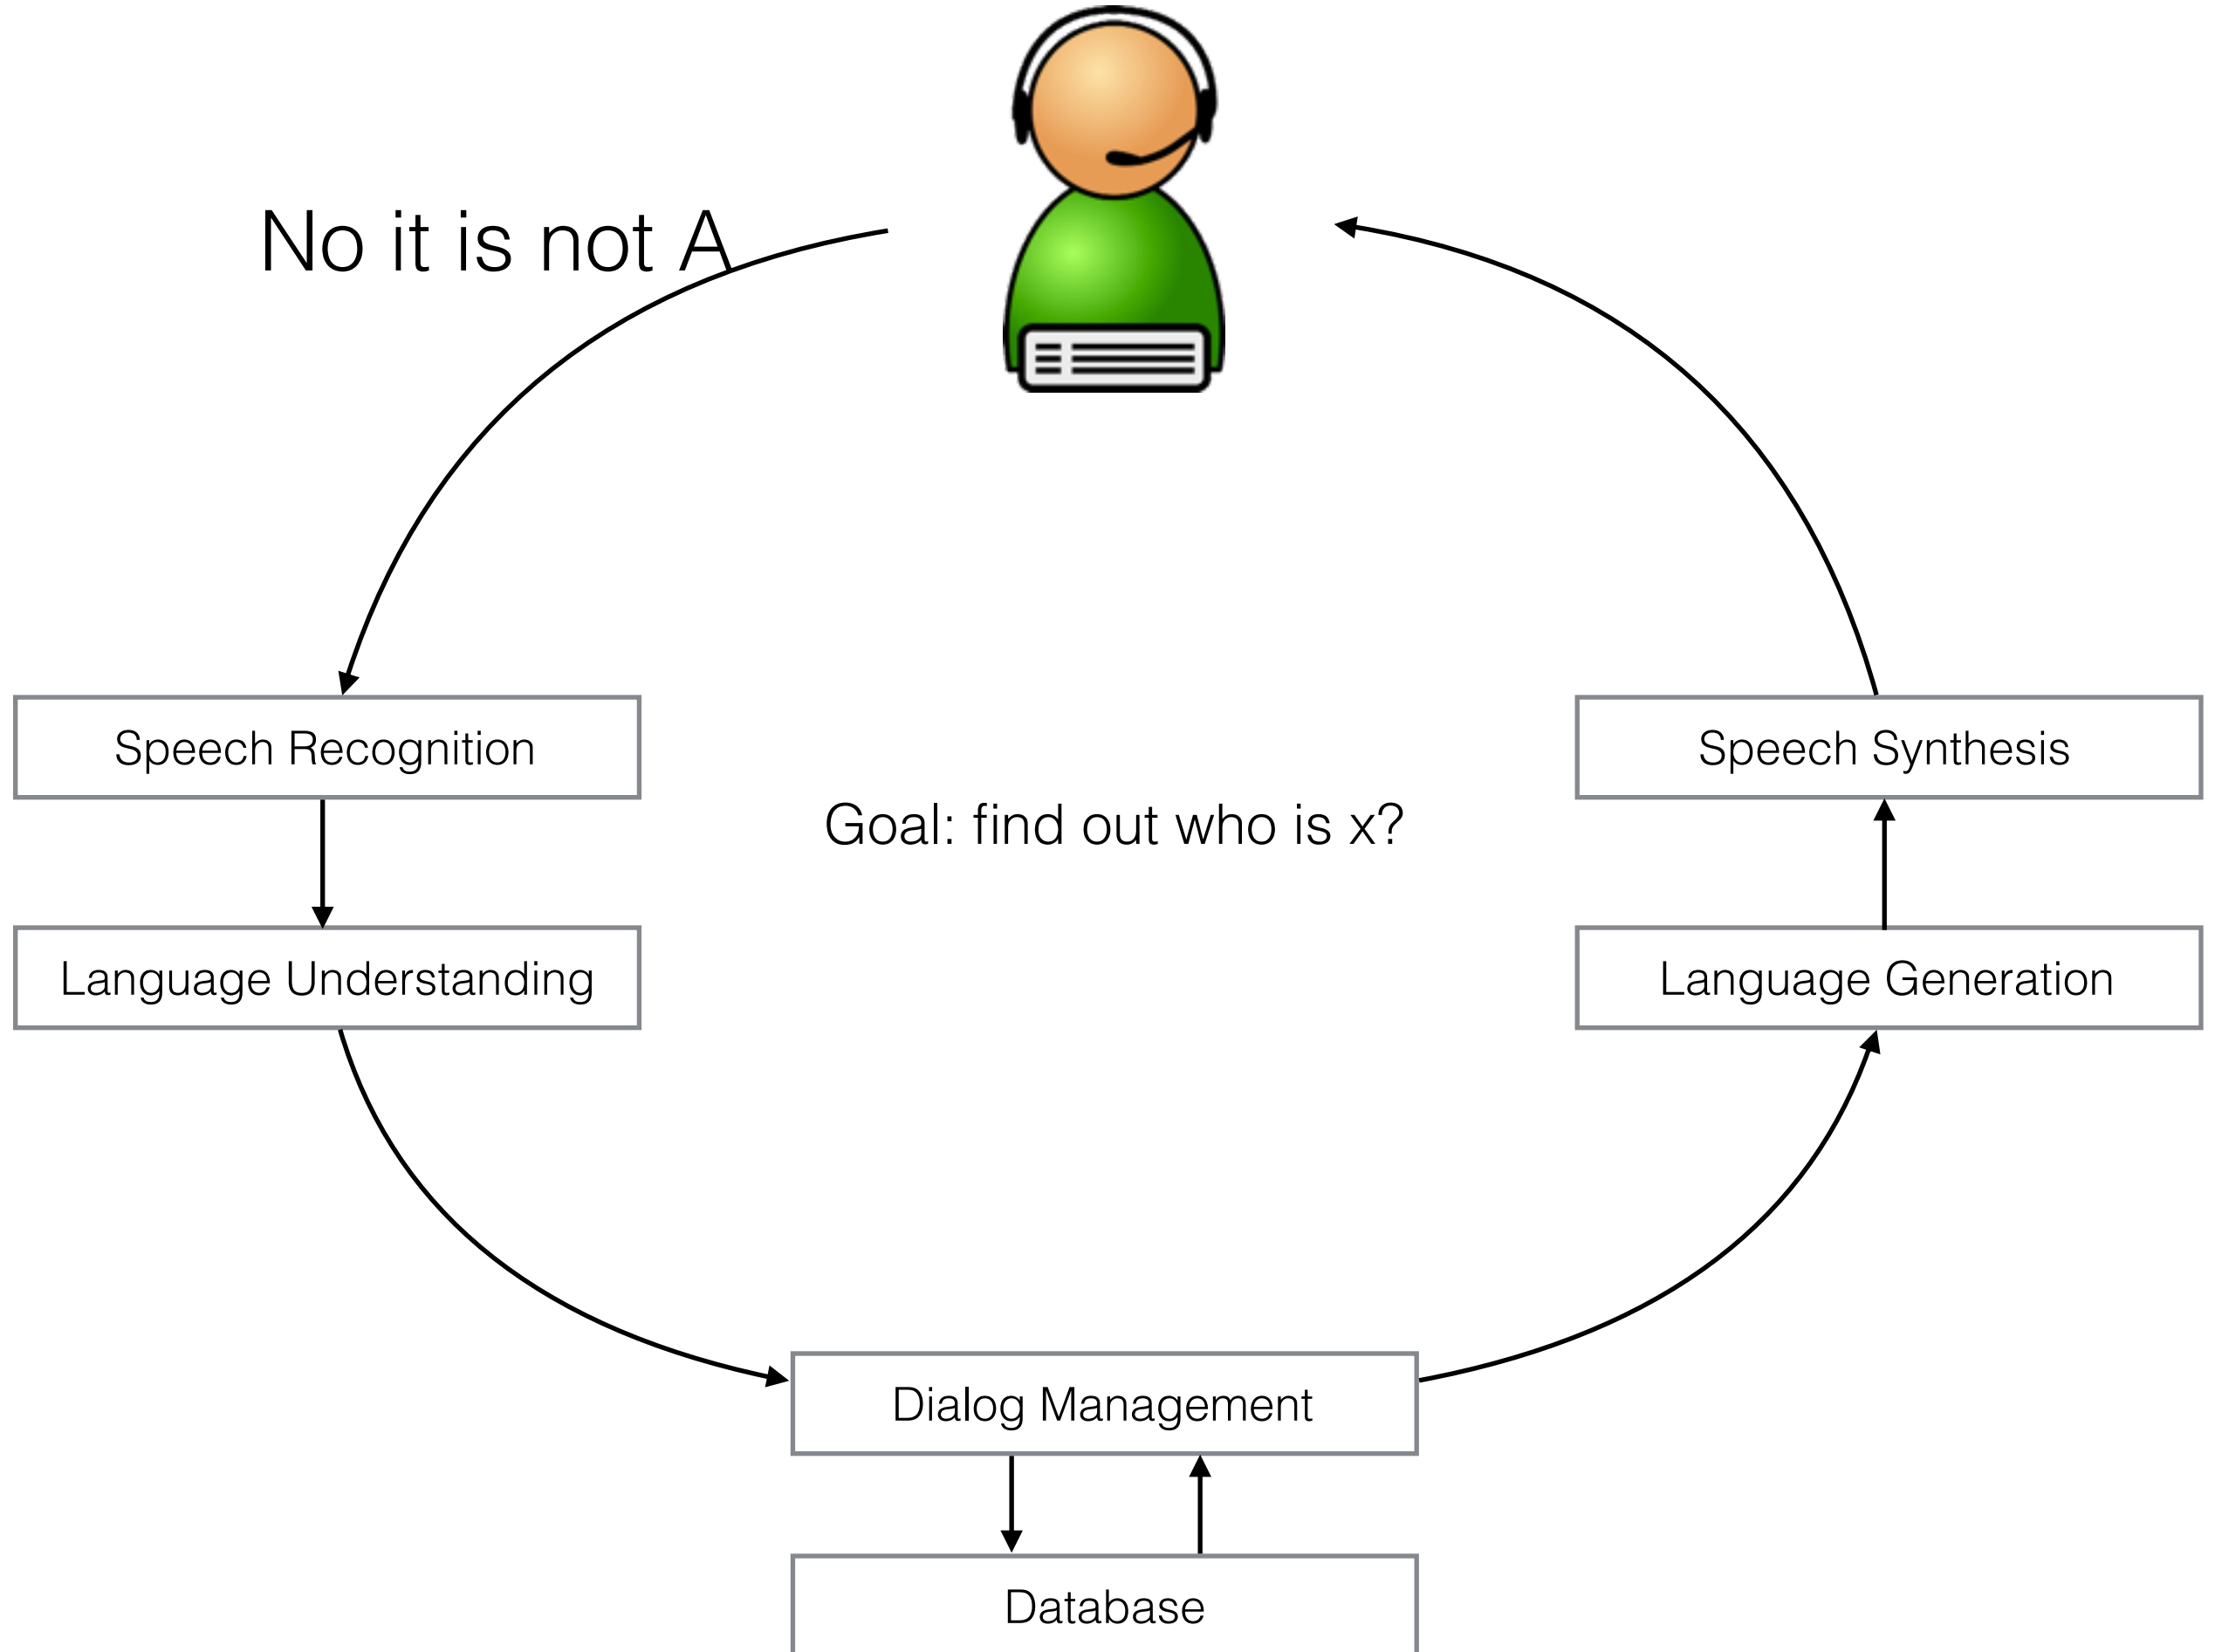 No it is not A
Speech Recognition
Speech Synthesis
Goal: find out who is x?
Language Understanding
Language Generation
Dialog Management
Database